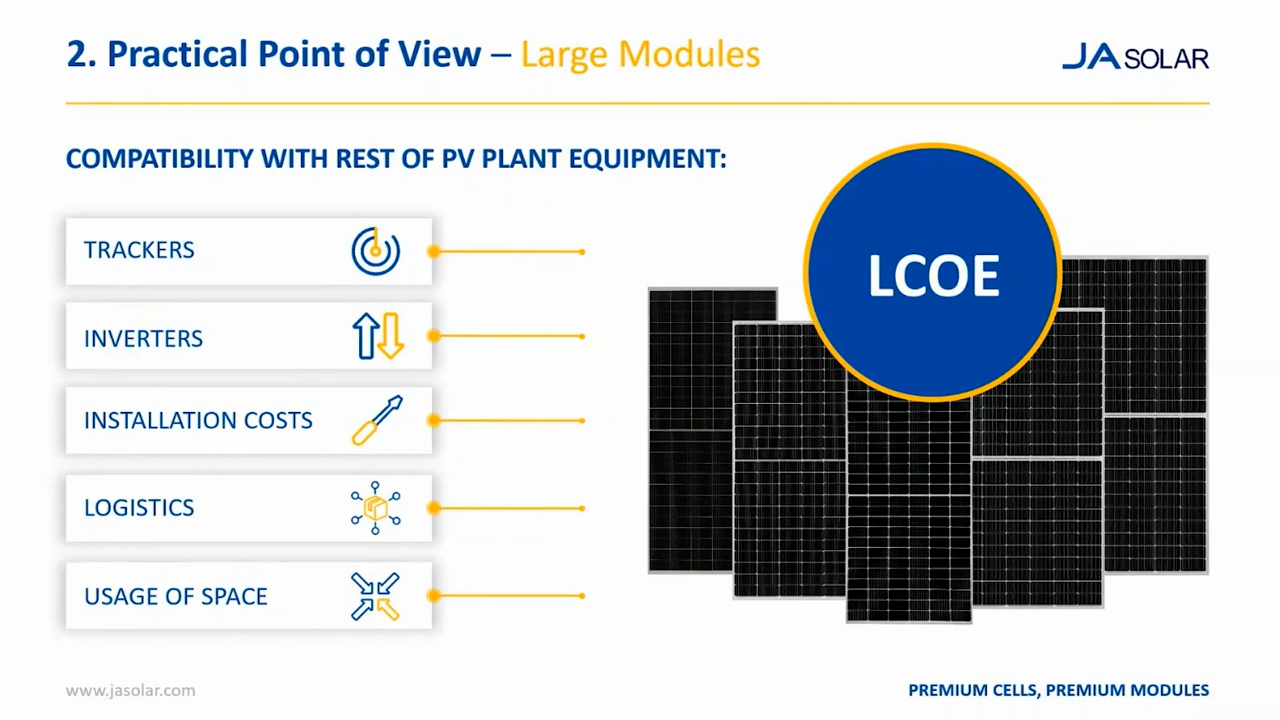 2. Practical Point of View – Large Modules
JA SOLAR
COMPATIBILITY WITH REST OF PV PLANT EQUIPMENT:
TRACKERS
INVERTERS
INSTALLATION COSTS
LOGISTICS
USAGE OF SPACE
LCOE
www.jasolar.com
PREMIUM CELLS, PREMIUM MODULES